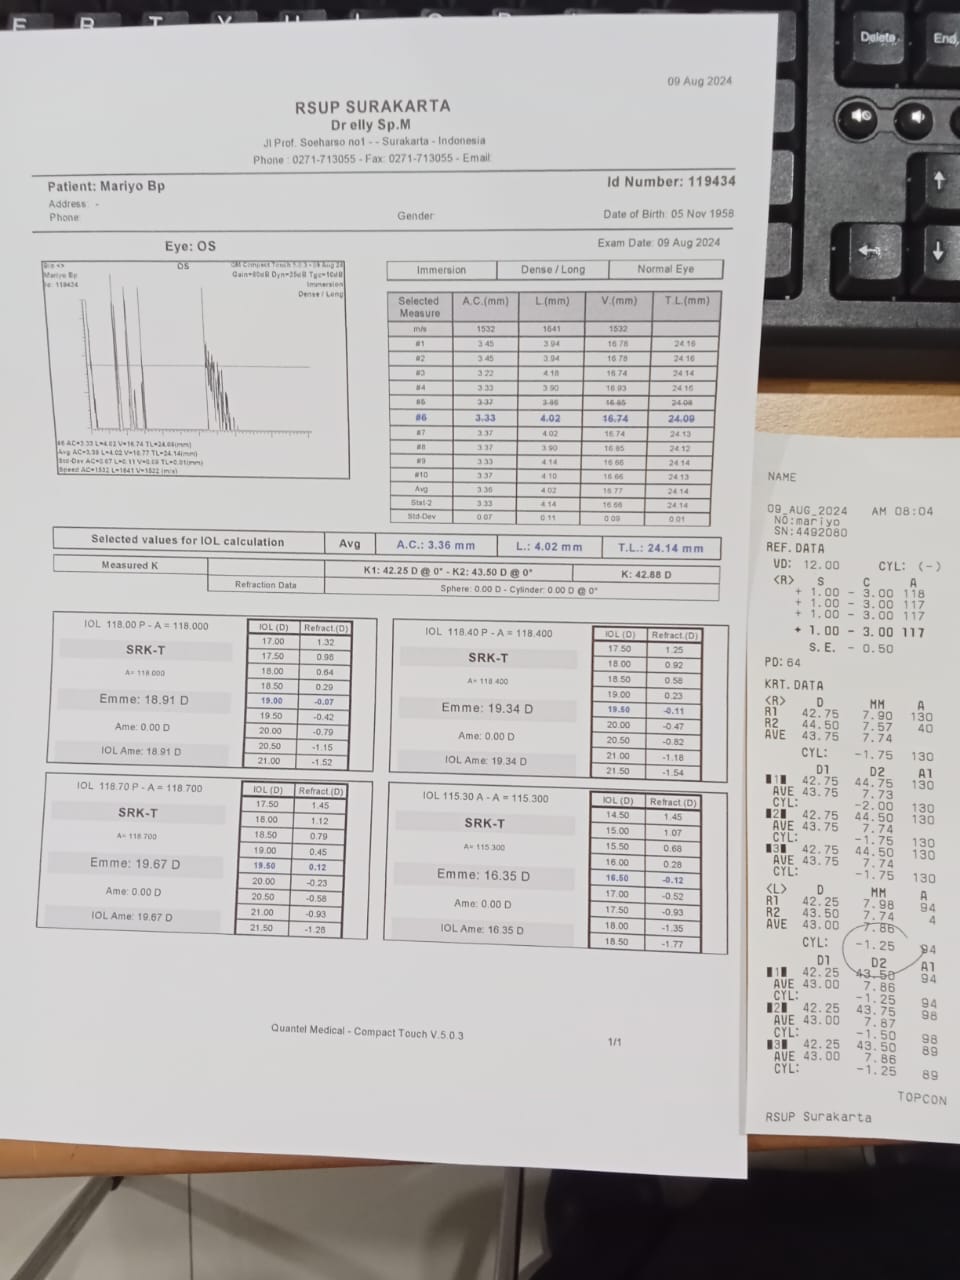 E R T Y U
Delete
End
09 Aug 2024
RSUP SURAKARTA
Dr elly Sp.M
Jl Prof. Soeharso no1 - - Surakarta - Indonesia
Phone : 0271-713055 - Fax: 0271-713055 - Email:
Patient: Mariyo Bp
Id Number: 119434
Address: -
Phone:
Gender:
Date of Birth: 05 Nov 1958
Eye: OS
Exam Date: 09 Aug 2024
Mariyo Bp
Id: 119434
OS
Gain=80dB Dyn=35dB Tgc=10dB
Immersion
Dense / Long
Avg AC=3.36 L=4.02 V=16.77 TL=24.14(mm)
Immersion Dense / Long Normal Eye
Selected Measure A.C.(mm) L.(mm) V.(mm) T.L.(mm)
m/s 1532 1641 1532
#1 3.45 3.94 16.78 24.16
#2 3.45 3.94 16.78 24.16
#3 3.22 4.18 16.74 24.14
#4 3.33 3.90 16.93 24.16
#5 3.37 3.86 16.85 24.08
#6 3.33 4.02 16.74 24.09
#7 3.37 4.02 16.74 24.13
#8 3.37 3.90 16.85 24.12
#9 3.33 4.14 16.66 24.14
#10 3.37 4.10 16.66 24.13
Avg 3.36 4.02 16.77 24.14
Stat-2 3.33 4.14 16.66 24.14
Std-Dev 0.07 0.11 0.09 0.01
Selected values for IOL calculation Avg A.C.: 3.36 mm L.: 4.02 mm T.L.: 24.14 mm
Measured K K1: 42.25 D @ 0° - K2: 43.50 D @ 0° K: 42.88 D
Refraction Data Sphere: 0.00 D - Cylinder: 0.00 D @ 0°
IOL 118.00 P - A = 118.000
SRK-T
A= 118.000
Emme: 18.91 D
Ame: 0.00 D
IOL Ame: 18.91 D
IOL (D) Refract.(D)
17.00 1.32
17.50 0.98
18.00 0.64
18.50 0.29
19.00 -0.07
19.50 -0.42
20.00 -0.79
20.50 -1.15
21.00 -1.52
IOL 118.40 P - A = 118.400
SRK-T
A= 118.400
Emme: 19.34 D
Ame: 0.00 D
IOL Ame: 19.34 D
IOL (D) Refract.(D)
17.50 1.25
18.00 0.92
18.50 0.58
19.00 0.23
19.50 -0.11
20.00 -0.47
20.50 -0.82
21.00 -1.18
21.50 -1.54
IOL 118.70 P - A = 118.700
SRK-T
A= 118.700
Emme: 19.67 D
Ame: 0.00 D
IOL Ame: 19.67 D
IOL (D) Refract.(D)
17.50 1.45
18.00 1.12
18.50 0.79
19.00 0.45
19.50 0.12
20.00 -0.23
20.50 -0.58
21.00 -0.93
21.50 -1.28
IOL 115.30 A - A = 115.300
SRK-T
A= 115.300
Emme: 16.35 D
Ame: 0.00 D
IOL Ame: 16.35 D
IOL (D) Refract.(D)
14.50 1.45
15.00 1.07
15.50 0.68
16.00 0.28
16.50 -0.12
17.00 -0.52
17.50 -0.93
18.00 -1.35
18.50 -1.77
Quantel Medical - Compact Touch V.5.0.3
1/1
NAME
09_AUG_2024 AM 08:04
NO:mariyo
SN:4492080
REF.DATA
VD: 12.00 CYL: (-)
<R> S C A
+ 1.00 - 3.00 118
+ 1.00 - 3.00 117
+ 1.00 - 3.00 117
+ 1.00 - 3.00 117
S.E. - 0.50
PD: 64
KRT.DATA
<R> D MM A
R1 42.75 7.90 130
R2 44.50 7.57 40
AVE 43.75 7.74
CYL: -1.75 130
D1 D2 A1
1 42.75 44.75 130
AVE 43.75 7.73
CYL: -2.00 130
2 42.75 44.50 130
AVE 43.75 7.74
CYL: -1.75 130
3 42.75 44.50 130
AVE 43.75 7.74
CYL: -1.75 130
<L> D MM A
R1 42.25 7.98 94
R2 43.50 7.74 4
AVE 43.00 7.86
CYL: -1.25 94
D1 D2 A1
1 42.25 43.50 94
AVE 43.00 7.86
CYL: -1.25 94
2 42.25 43.75 98
AVE 43.00 7.87
CYL: -1.50 98
3 42.25 43.50 89
AVE 43.00 7.86
CYL: -1.25 89
TOPCON
RSUP Surakarta